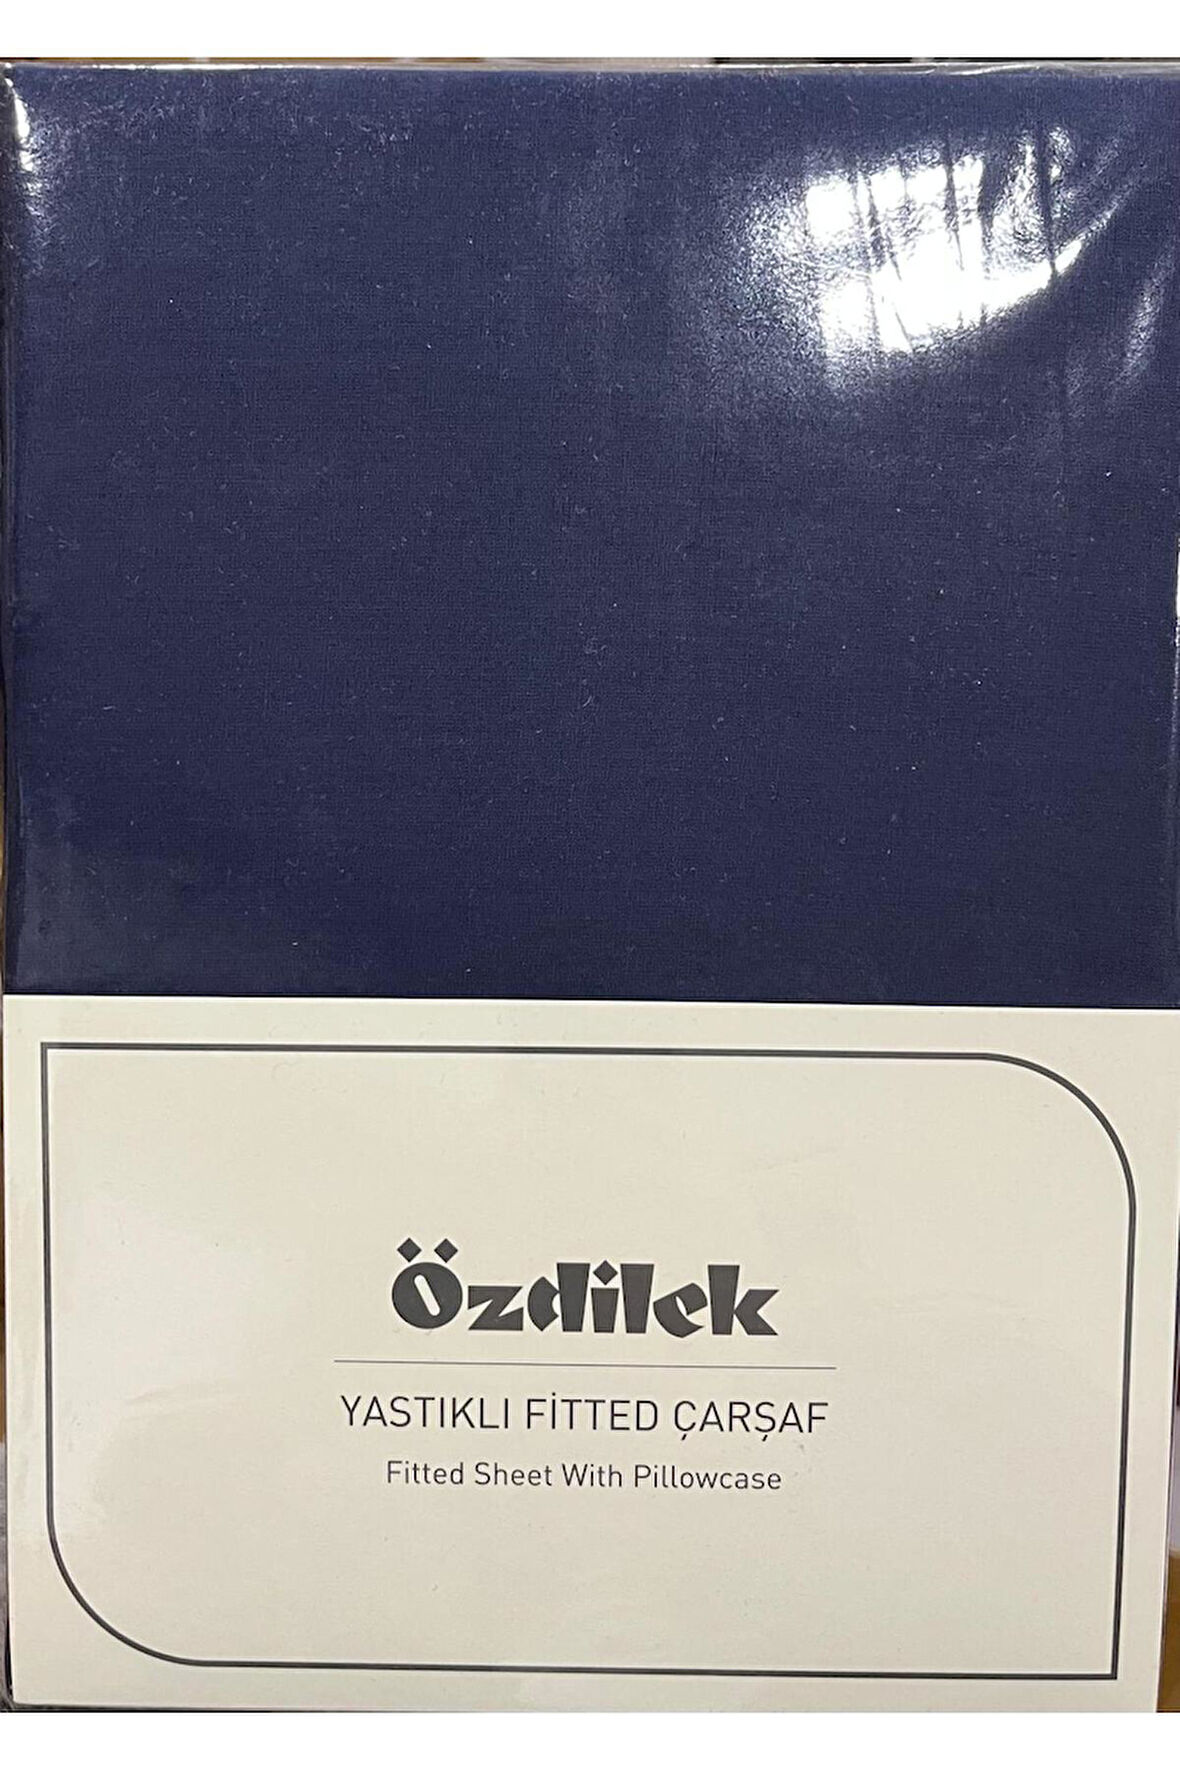 Özdilek
YASTIKLI FİTTED ÇARŞAF
Fitted Sheet With Pillowcase